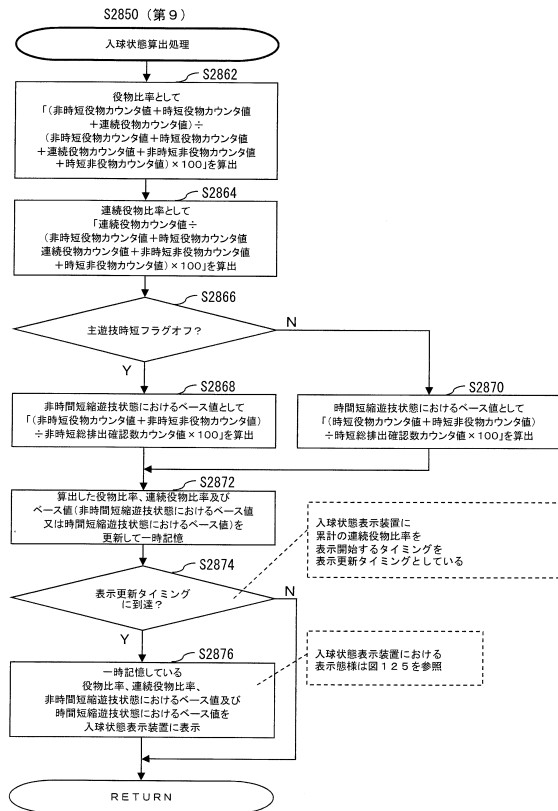 S2850（第９）
入球状態算出処理
S2862
役物比率として
「（非時短役物カウンタ値＋時短役物カウンタ値
＋連続役物カウンタ値）÷
（非時短役物カウンタ値＋時短役物カウンタ値
＋連続役物カウンタ値＋非時短非役物カウンタ値
＋時短非役物カウンタ値）×１００」を算出
S2864
連続役物比率として
「連続役物カウンタ値÷
（非時短役物カウンタ値＋時短役物カウンタ値
連続役物カウンタ値＋非時短非役物カウンタ値
＋時短非役物カウンタ値）×１００」を算出
S2866
主遊技時短フラグオフ？
N
Y
S2868
非時間短縮遊技状態におけるベース値として
「（非時短役物カウンタ値＋非時短非役物カウンタ値）
÷非時短総排出確認数カウンタ値×１００」を算出
S2870
時間短縮遊技状態におけるベース値として
「（時短役物カウンタ値＋時短非役物カウンタ値）
÷時短総排出確認数カウンタ値×１００」を算出
S2872
算出した役物比率、連続役物比率及び
ベース値（非時間短縮遊技状態におけるベース値
又は時間短縮遊技状態におけるベース値）を
更新して一時記憶
入球状態表示装置に
累計の連続役物比率を
表示開始するタイミングを
表示更新タイミングとしている
S2874
表示更新タイミング
に到達？
N
Y
S2876
一時記憶している
役物比率、連続役物比率、
非時間短縮遊技状態におけるベース値及び
時間短縮遊技状態におけるベース値を
入球状態表示装置に表示
入球状態表示装置における
表示態様は図１２５を参照
ＲＥＴＵＲＮ